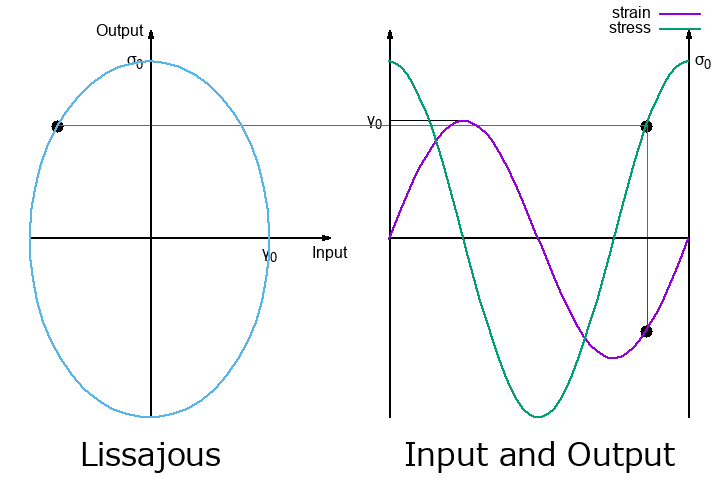 Output
σ0
γ0
Input
Lissajous
strain
stress
σ0
γ0
Input and Output